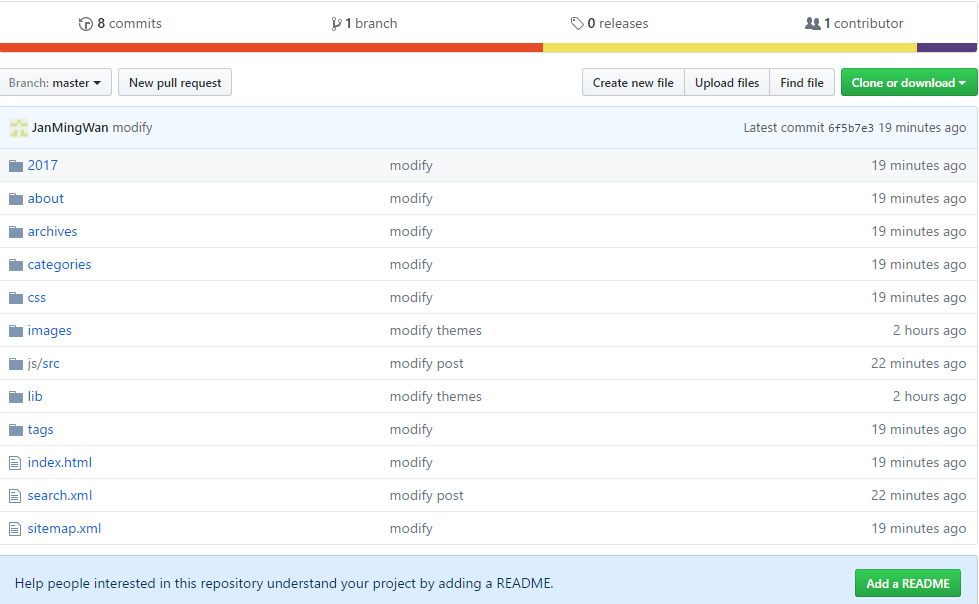 8 commits 1 branch 0 releases 1 contributor
Branch: master New pull request Create new file Upload files Find file Clone or download
JanMingWan modify Latest commit 6f5b7e3 19 minutes ago
2017 modify 19 minutes ago
about modify 19 minutes ago
archives modify 19 minutes ago
categories modify 19 minutes ago
css modify 19 minutes ago
images modify themes 2 hours ago
js/src modify post 22 minutes ago
lib modify themes 2 hours ago
tags modify 19 minutes ago
index.html modify 19 minutes ago
search.xml modify post 22 minutes ago
sitemap.xml modify 19 minutes ago
Help people interested in this repository understand your project by adding a README. Add a README